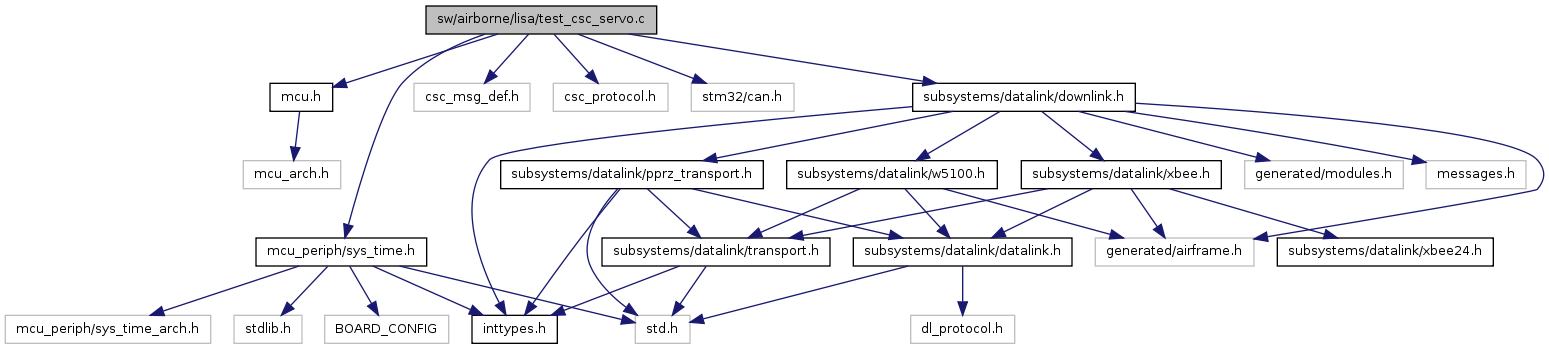 sw/airborne/lisa/test_csc_servo.c
mcu.h
csc_msg_def.h
csc_protocol.h
stm32/can.h
subsystems/datalink/downlink.h
mcu_arch.h
subsystems/datalink/pprz_transport.h
subsystems/datalink/w5100.h
subsystems/datalink/xbee.h
generated/modules.h
messages.h
mcu_periph/sys_time.h
subsystems/datalink/transport.h
subsystems/datalink/datalink.h
generated/airframe.h
subsystems/datalink/xbee24.h
mcu_periph/sys_time_arch.h
stdlib.h
BOARD_CONFIG
inttypes.h
std.h
dl_protocol.h